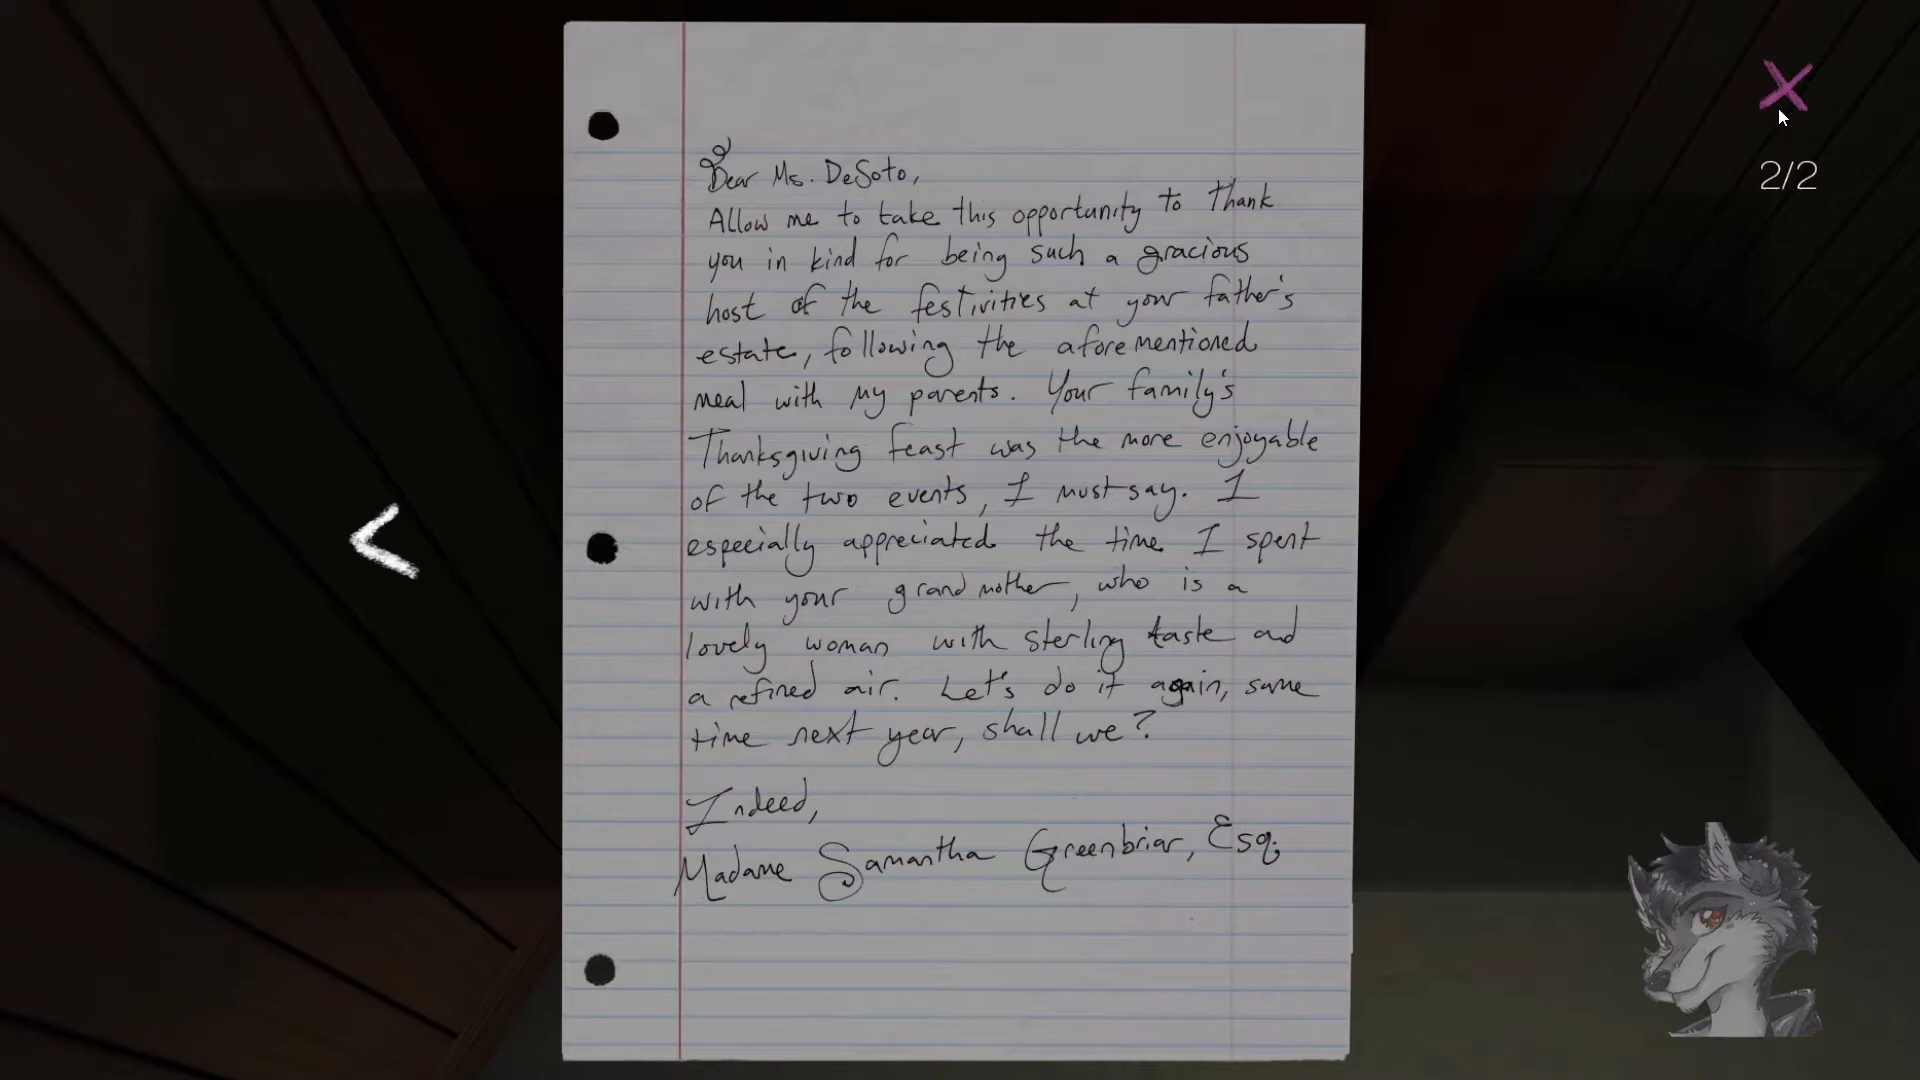 2/2
Dear Ms. DeSoto,
Allow me to take this opportunity to thank
you in kind for being such a gracious
host of the festivities at your father's
estate, following the aforementioned
meal with my parents. Your family's
Thanksgiving feast was the more enjoyable
of the two events, I must say. I
especially appreciated the time I spent
with your grandmother, who is a
lovely woman with sterling taste and
a refined air. Let's do it again, same
time next year, shall we?
Indeed,
Madame Samantha Greenbriar, Esq.